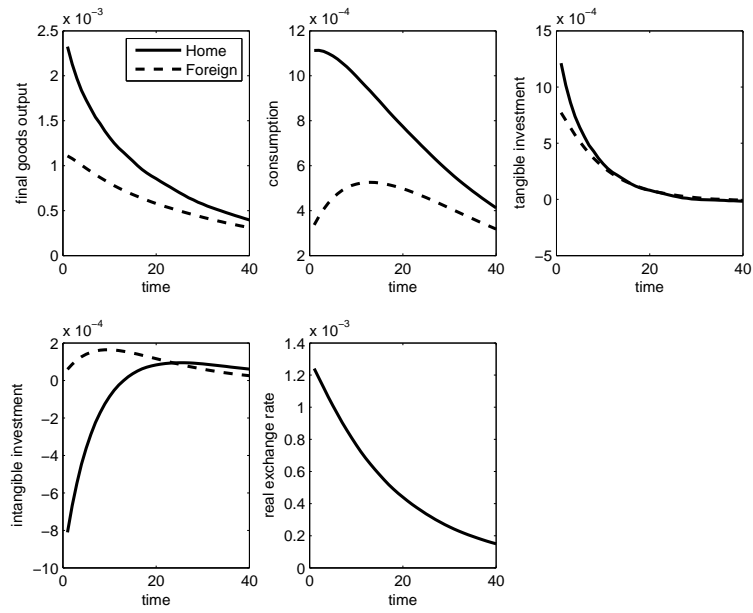 x 10⁻³
2.5
2
1.5
1
0.5
0
0 20 40
final goods output
time
Home
Foreign
x 10⁻⁴
12
10
8
6
4
2
0 20 40
consumption
time
x 10⁻⁴
15
10
5
0
−5
0 20 40
tangible investment
time
x 10⁻⁴
2
0
−2
−4
−6
−8
−10
0 20 40
intangible investment
time
x 10⁻³
1.4
1.2
1
0.8
0.6
0.4
0.2
0
0 20 40
real exchange rate
time